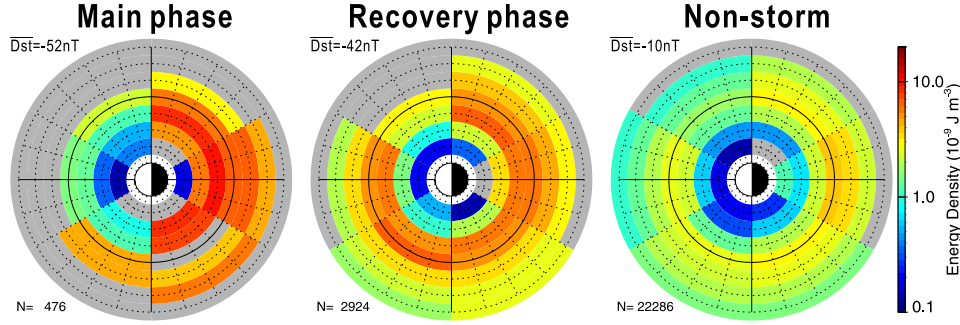 Main phase
Recovery phase
Non-storm
Dst=-52nT
Dst=-42nT
Dst=-10nT
10.0
1.0
0.1
Energy Density (10⁻⁹ J m⁻³)
N= 476
N= 2924
N= 22286